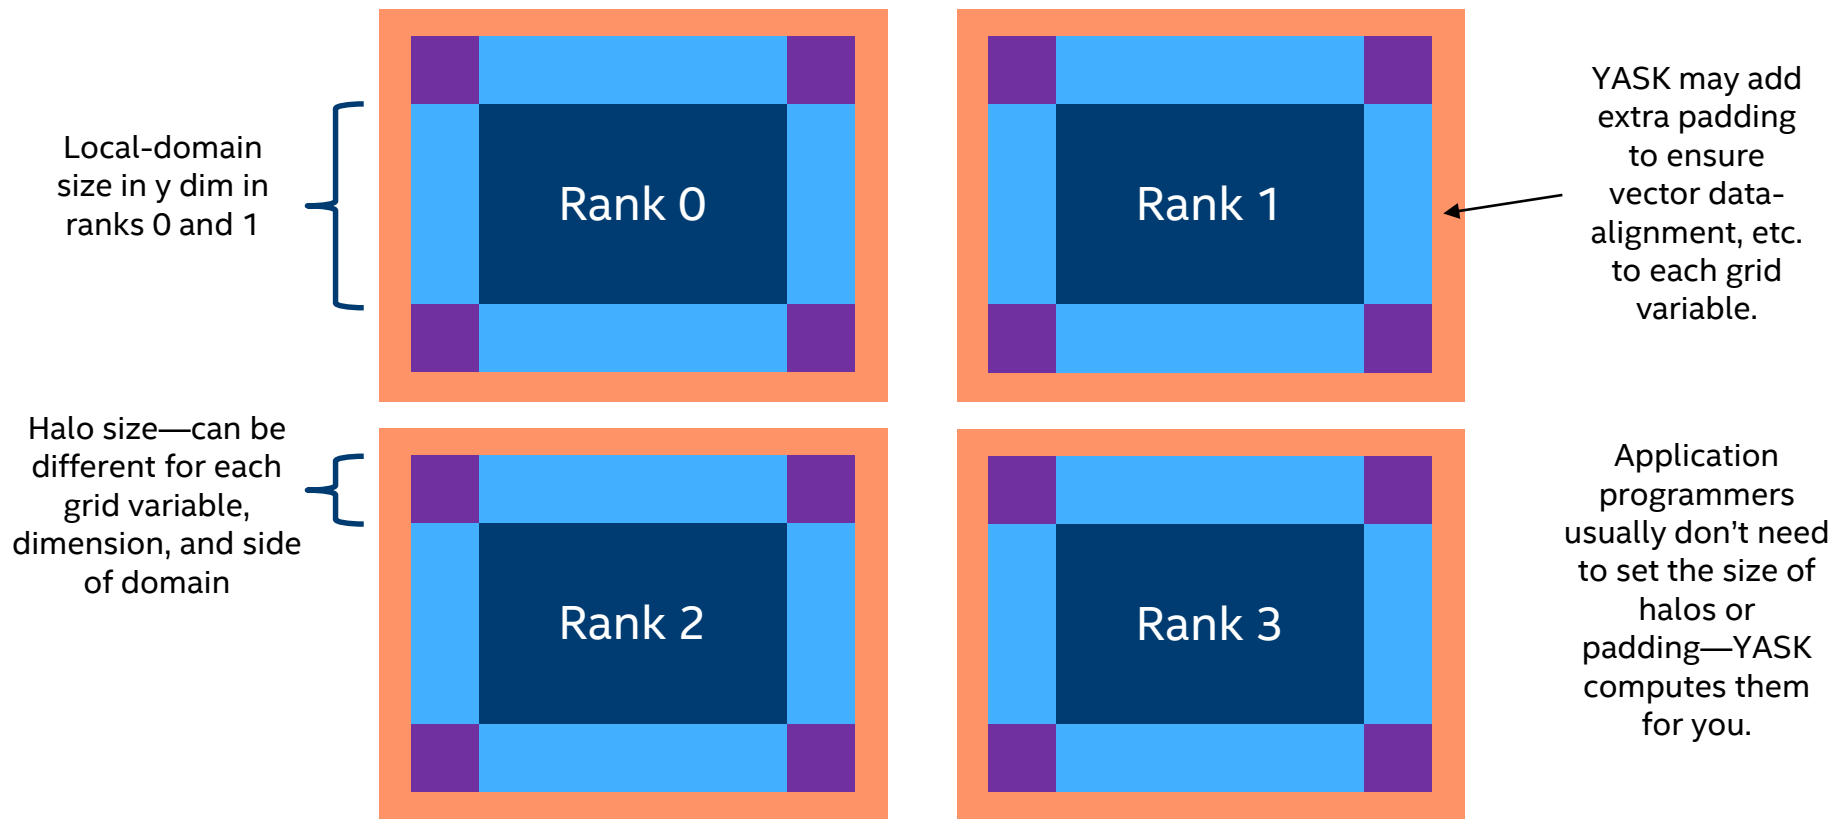 Local-domain
size in y dim in
ranks 0 and 1
Rank 0
Rank 1
YASK may add
extra padding
to ensure
vector data-
alignment, etc.
to each grid
variable.
Halo size—can be
different for each
grid variable,
dimension, and side
of domain
Rank 2
Rank 3
Application
programmers
usually don’t need
to set the size of
halos or
padding—YASK
computes them
for you.